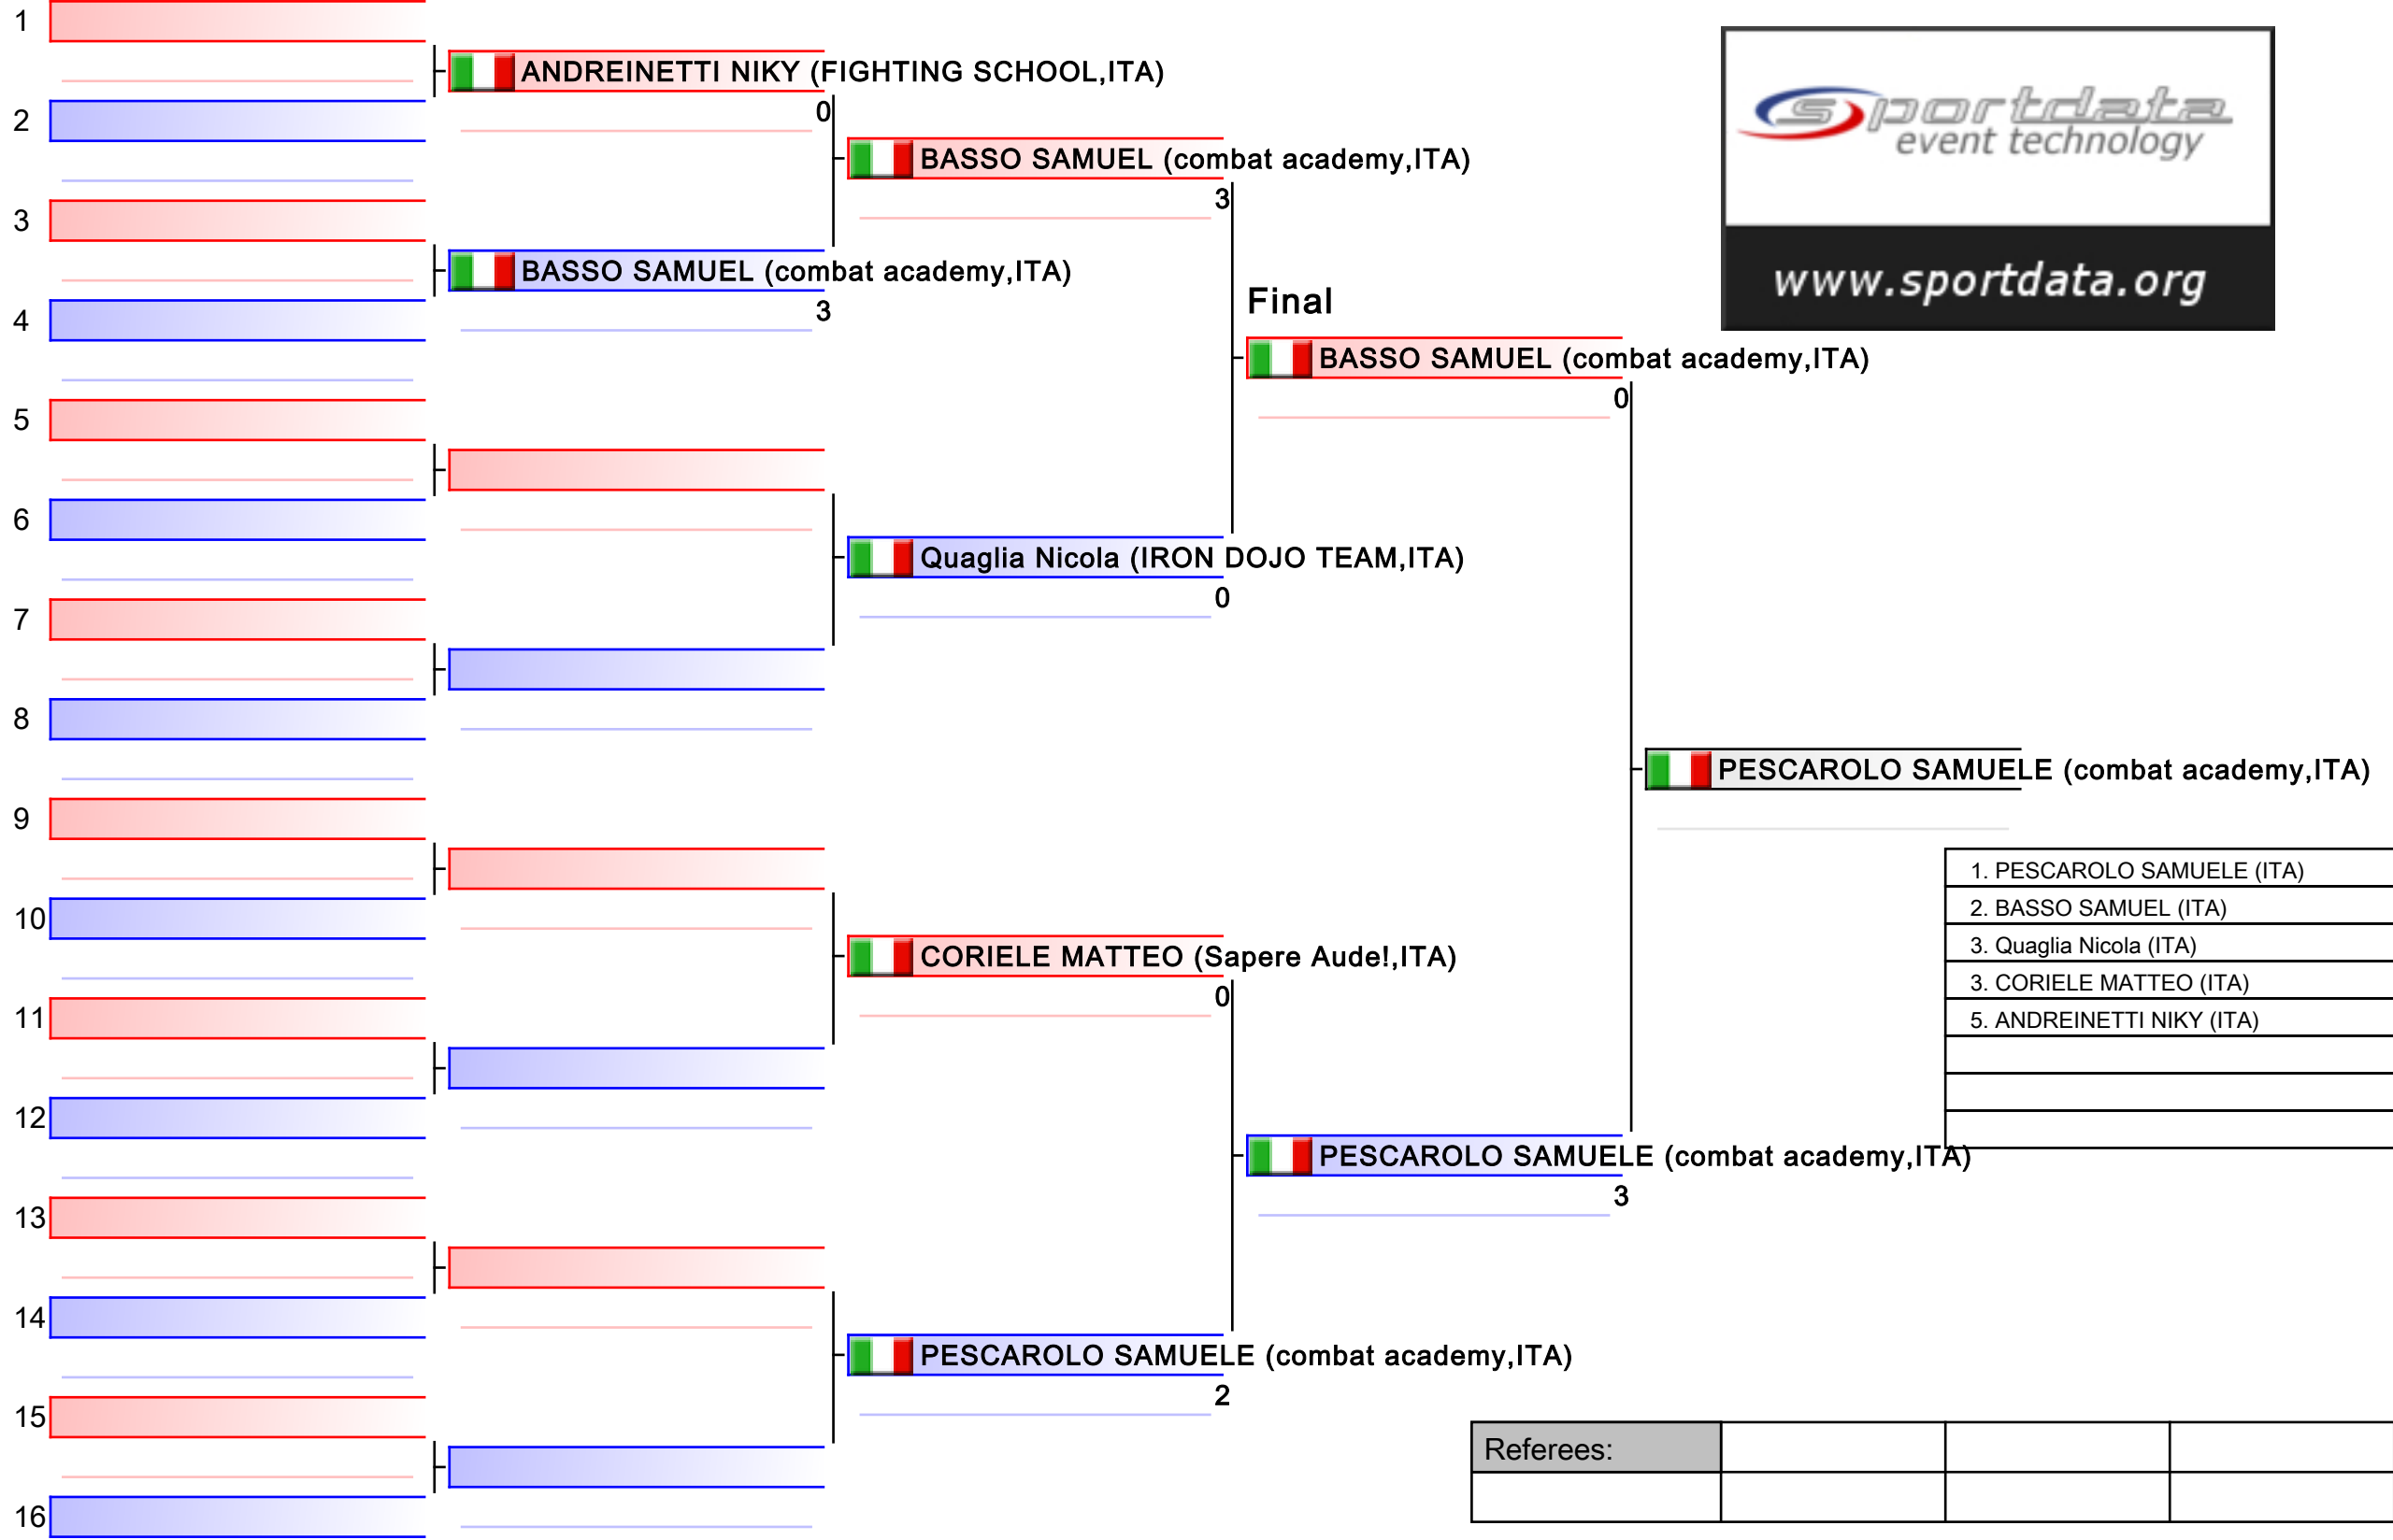 1
ANDREINETTI NIKY (FIGHTING SCHOOL,ITA)
0
2
BASSO SAMUEL (combat academy,ITA)
3
3
BASSO SAMUEL (combat academy,ITA)
3
4
Final
BASSO SAMUEL (combat academy,ITA)
0
5
6
Quaglia Nicola (IRON DOJO TEAM,ITA)
0
7
8
PESCAROLO SAMUELE (combat academy,ITA)
9
10
CORIELE MATTEO (Sapere Aude!,ITA)
0
11
12
PESCAROLO SAMUELE (combat academy,ITA)
3
13
14
PESCAROLO SAMUELE (combat academy,ITA)
2
15
16
sportdata
event technology
www.sportdata.org
1. PESCAROLO SAMUELE (ITA)
2. BASSO SAMUEL (ITA)
3. Quaglia Nicola (ITA)
3. CORIELE MATTEO (ITA)
5. ANDREINETTI NIKY (ITA)
Referees: